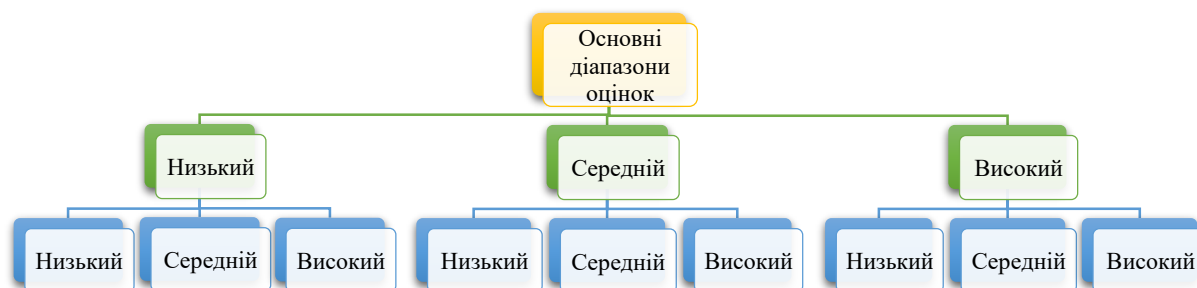 Основні
діапазони
оцінок
Низький
Середній
Високий
Низький
Середній
Високий
Низький
Середній
Високий
Низький
Середній
Високий